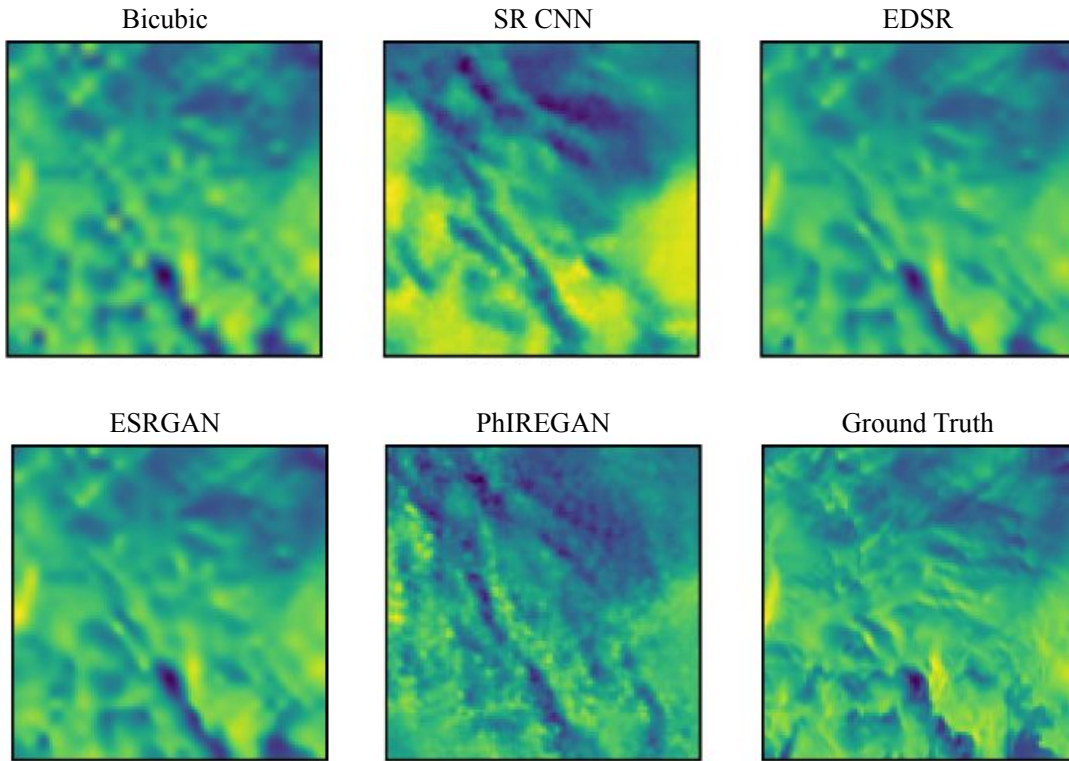 Bicubic
SR CNN
EDSR
ESRGAN
PhIREGAN
Ground Truth